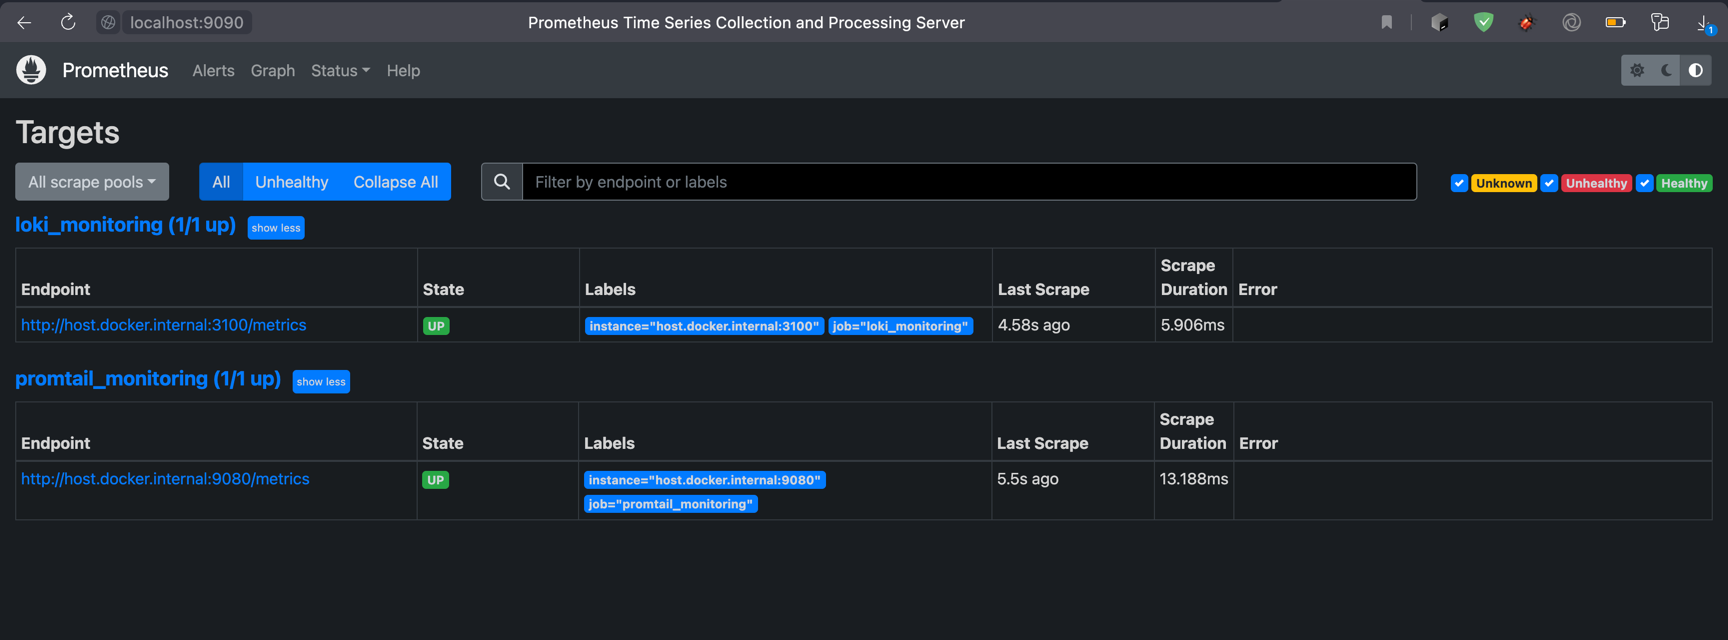 localhost:9090
Prometheus Time Series Collection and Processing Server
1
Prometheus Alerts Graph Status Help
Targets
All scrape pools All Unhealthy Collapse All Filter by endpoint or labels Unknown Unhealthy Healthy
loki_monitoring (1/1 up) show less
Endpoint State Labels Last Scrape Scrape Duration Error
http://host.docker.internal:3100/metrics UP instance="host.docker.internal:3100" job="loki_monitoring" 4.58s ago 5.906ms
promtail_monitoring (1/1 up) show less
Endpoint State Labels Last Scrape Scrape Duration Error
http://host.docker.internal:9080/metrics UP instance="host.docker.internal:9080" 5.5s ago 13.188ms
job="promtail_monitoring"